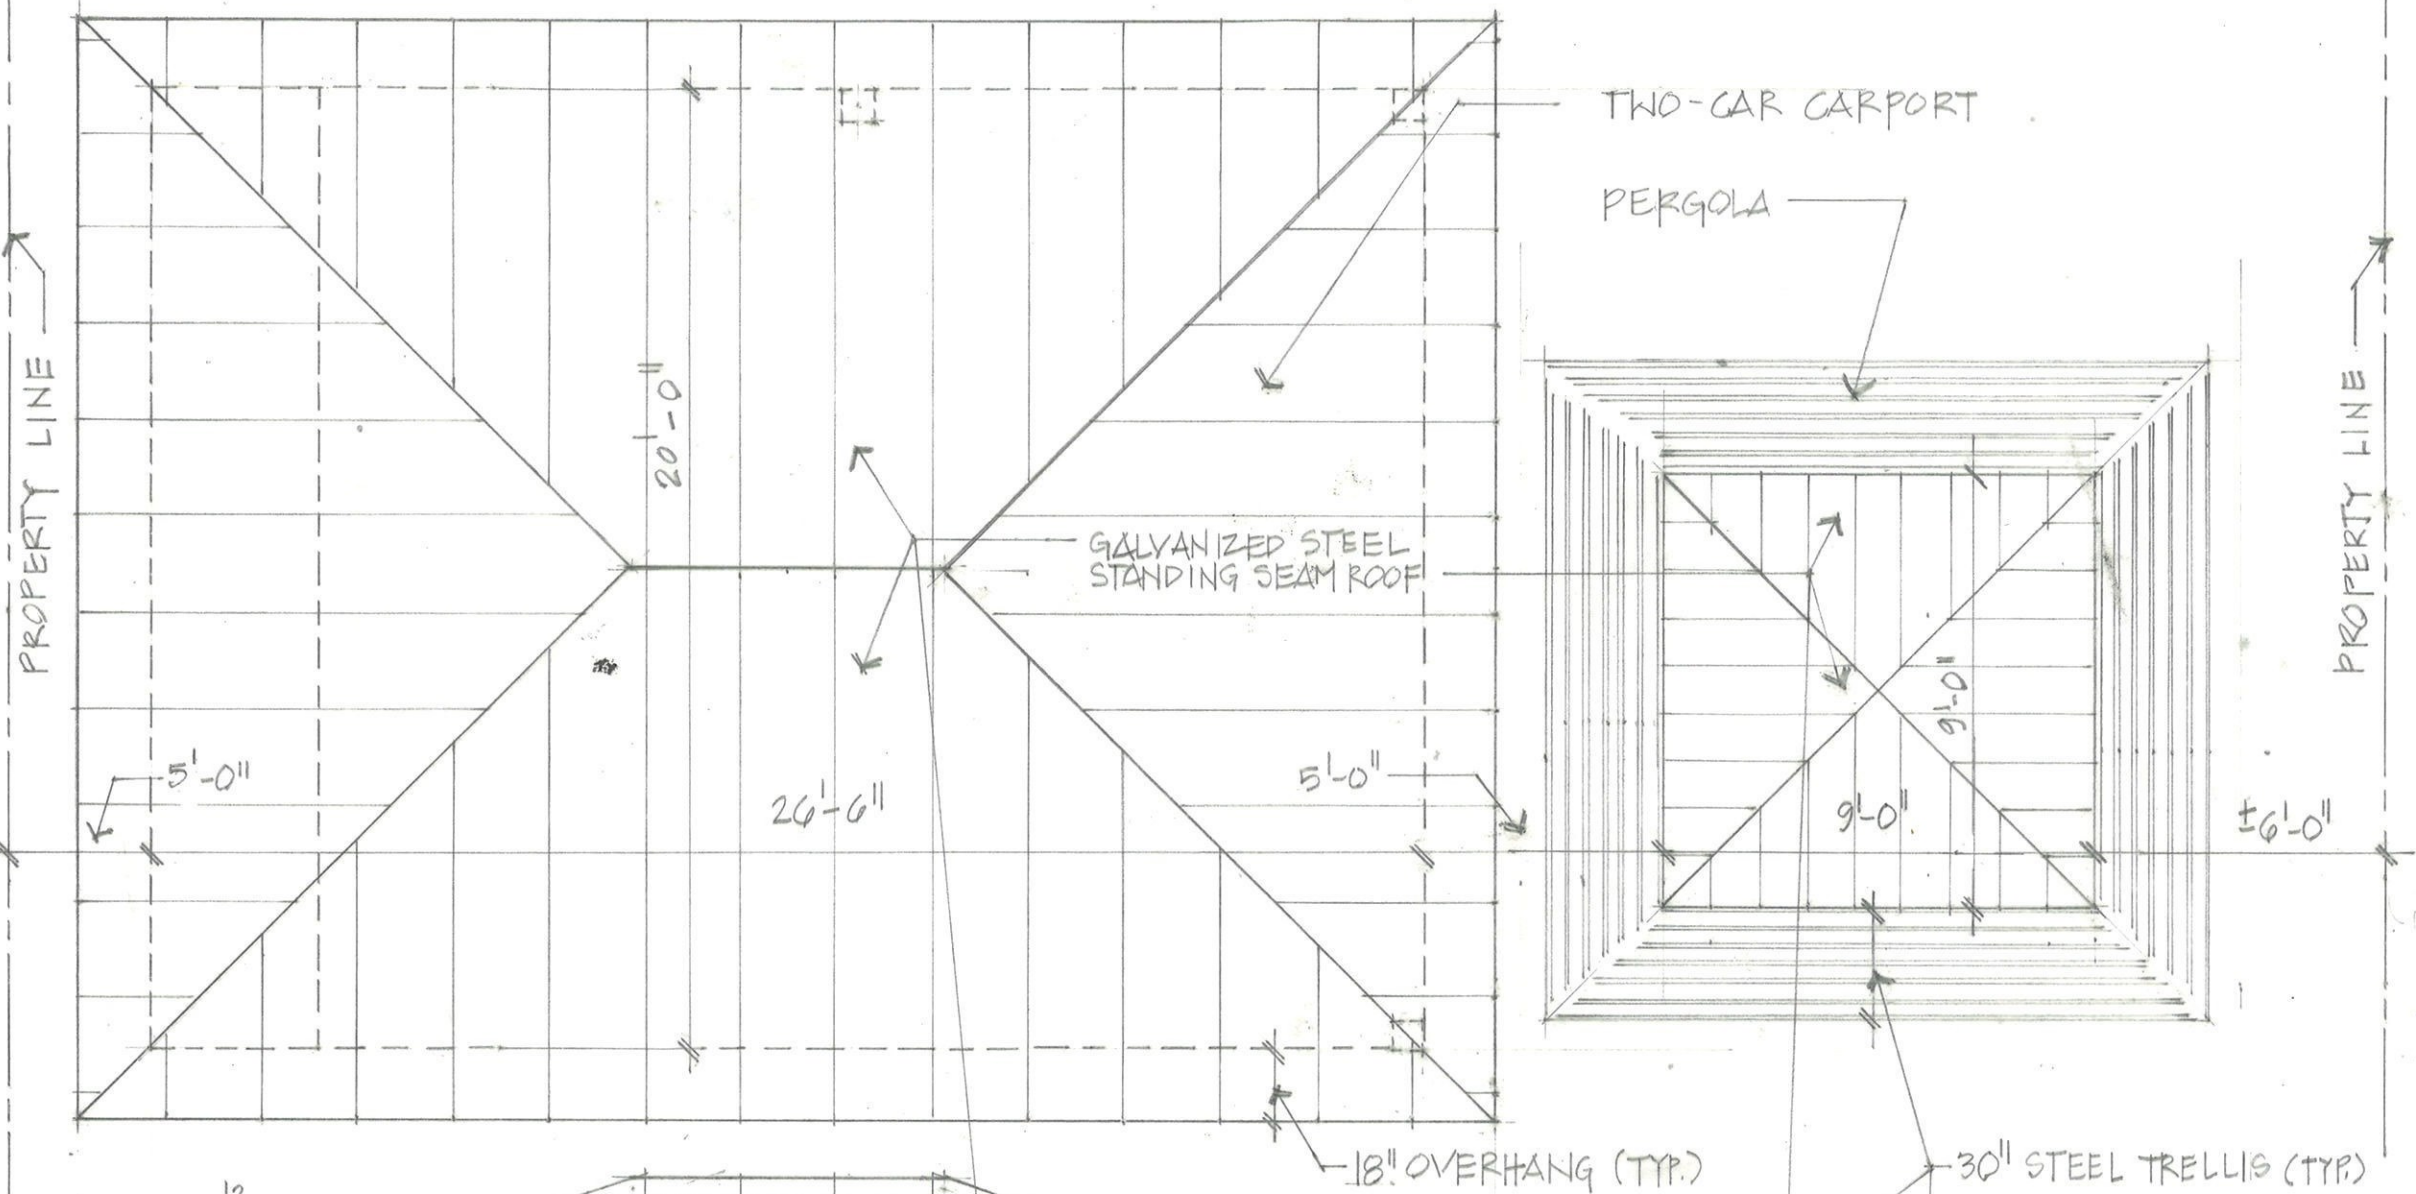 TWO-CAR CARPORT
PERGOLA
PROPERTY LINE
20'-0"
PROPERTY LINE
GALVANIZED STEEL
STANDING SEAM ROOF
9'-0"
5'-0"
26'-6"
5'-0"
9'-0"
±6'-0"
18" OVERHANG (TYP.)
30" STEEL TRELLIS (TYP.)
12